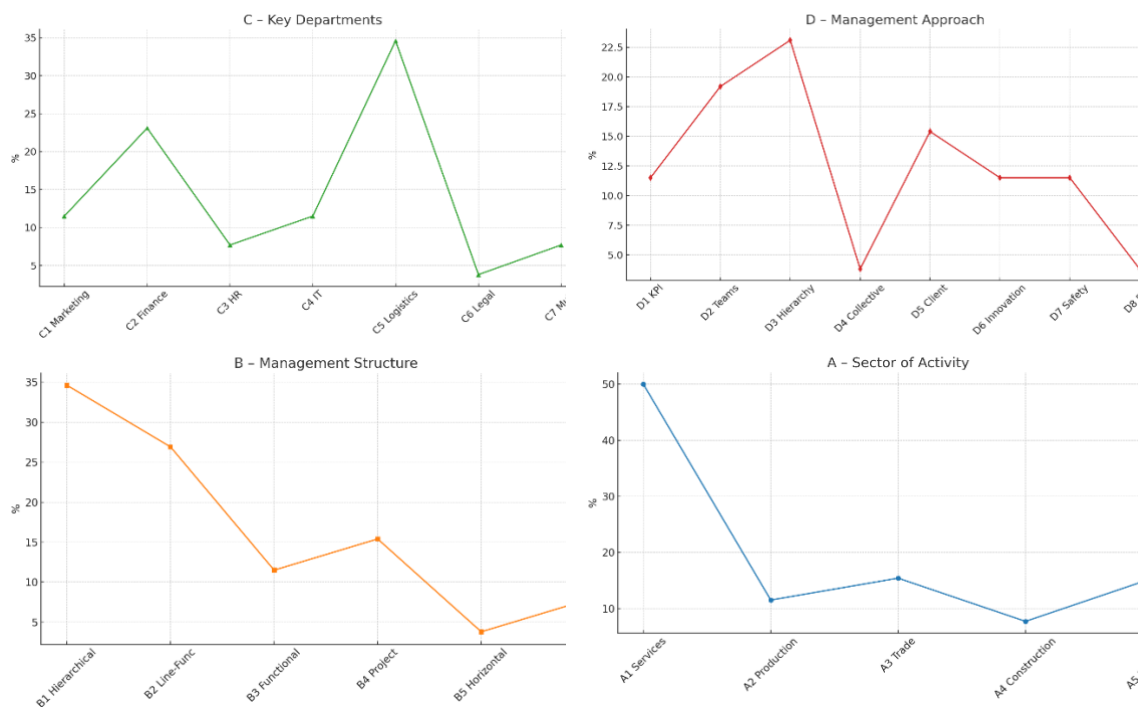 C – Key Departments
35
30
25
20
15
10
5
%
C1 Marketing
C2 Finance
C3 HR
C4 IT
C5 Logistics
C6 Legal
C7
D – Management Approach
22.5
20.0
17.5
15.0
12.5
10.0
7.5
5.0
%
D1 KPI
D2 Teams
D3 Hierarchy
D4 Collective
D5 Client
D6 Innovation
D7 Safety
D8
B – Management Structure
35
30
25
20
15
10
5
%
B1 Hierarchical
B2 Line-Func
B3 Functional
B4 Project
B5 Horizontal
A – Sector of Activity
50
40
30
20
10
%
A1 Services
A2 Production
A3 Trade
A4 Construction
A5